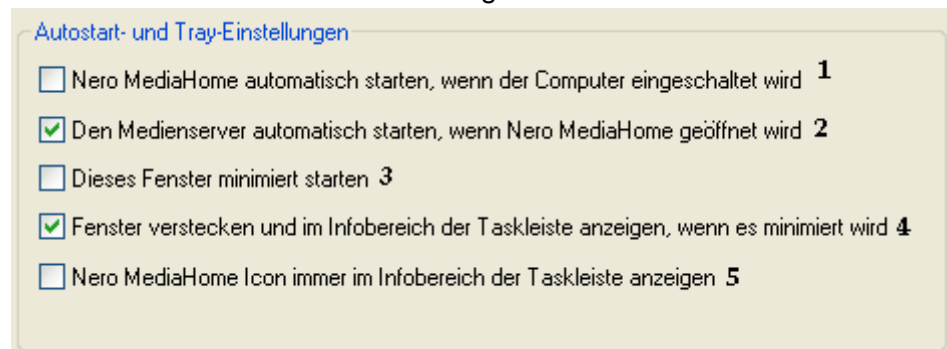 Autostart- und Tray-Einstellungen
Nero MediaHome automatisch starten, wenn der Computer eingeschaltet wird 1
Den Medienserver automatisch starten, wenn Nero MediaHome geöffnet wird 2
Dieses Fenster minimiert starten 3
Fenster verstecken und im Infobereich der Taskleiste anzeigen, wenn es minimiert wird 4
Nero MediaHome Icon immer im Infobereich der Taskleiste anzeigen 5